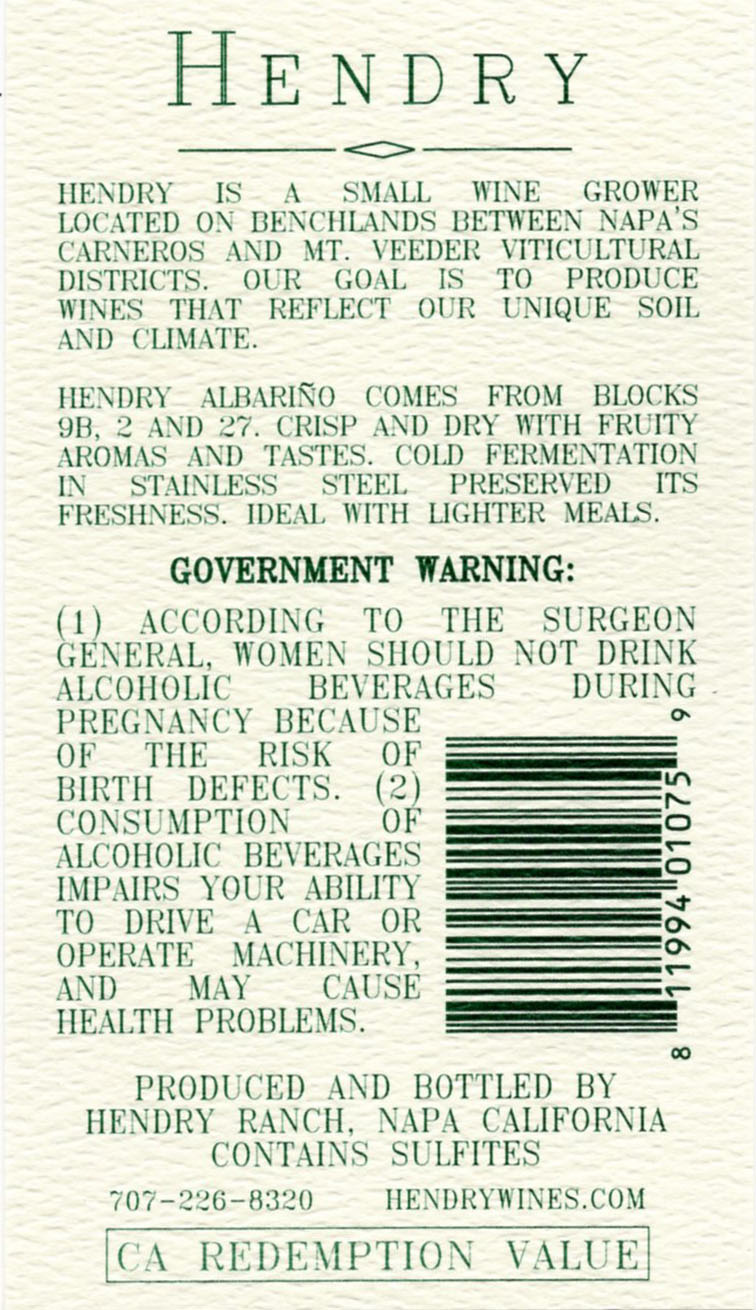 HENDRY
HENDRY IS A SMALL WINE GROWER
LOCATED ON BENCHLANDS BETWEEN NAPA'S
CARNEROS AND MT. VEEDER VITICULTURAL
DISTRICTS. OUR GOAL IS TO PRODUCE
WINES THAT REFLECT OUR UNIQUE SOIL
AND CLIMATE.
HENDRY ALBARIÑO COMES FROM BLOCKS
9B, 2 AND 27. CRISP AND DRY WITH FRUITY
AROMAS AND TASTES. COLD FERMENTATION
IN STAINLESS STEEL PRESERVED ITS
FRESHNESS. IDEAL WITH LIGHTER MEALS.
GOVERNMENT WARNING:
(1) ACCORDING TO THE SURGEON
GENERAL, WOMEN SHOULD NOT DRINK
ALCOHOLIC BEVERAGES DURING
PREGNANCY BECAUSE
OF THE RISK OF
BIRTH DEFECTS. (2)
CONSUMPTION OF
ALCOHOLIC BEVERAGES
IMPAIRS YOUR ABILITY
TO DRIVE A CAR OR
OPERATE MACHINERY,
AND MAY CAUSE
HEALTH PROBLEMS.
8 11994 01075 9
PRODUCED AND BOTTLED BY
HENDRY RANCH, NAPA CALIFORNIA
CONTAINS SULFITES
707-226-8320 HENDRYWINES.COM
CA REDEMPTION VALUE